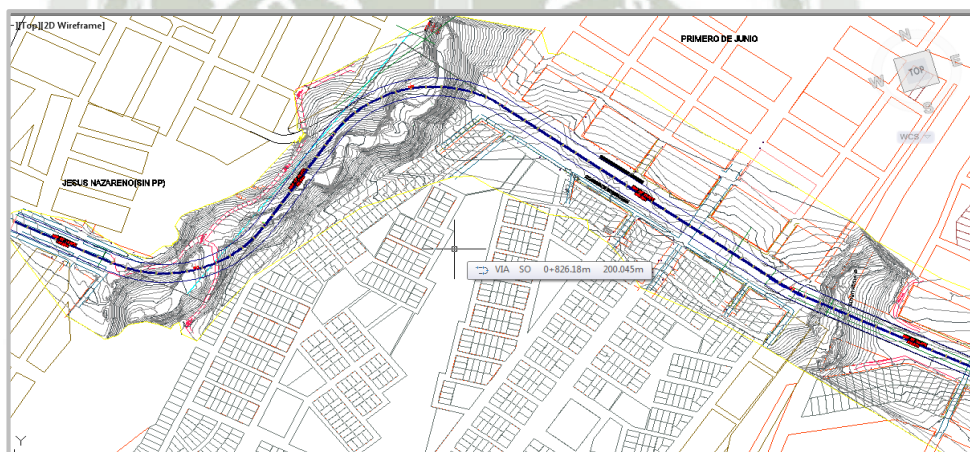 -][Top][2D Wireframe]
PRIMERO DE JUNIO
N
W
TOP
E
S
WCS
JESUS NAZARENO(SIN PP)
VIA SO 0+826.18m 200.045m
Y